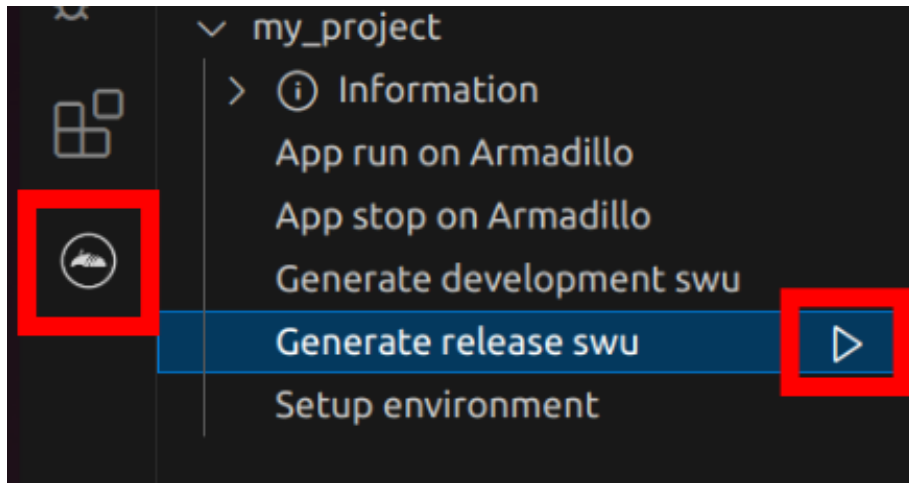 my_project
Information
App run on Armadillo
App stop on Armadillo
Generate development swu
Generate release swu
Setup environment